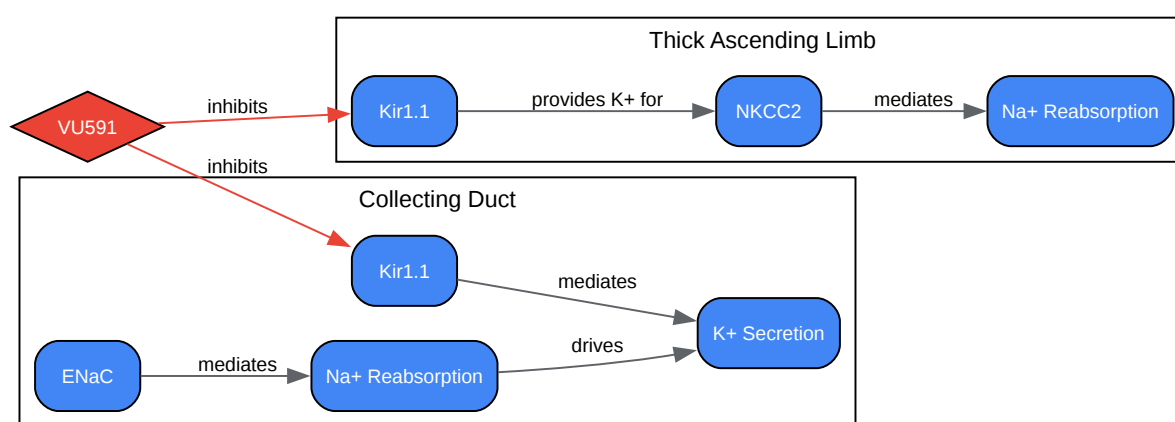 Thick Ascending Limb
inhibits
Kir1.1
provides K+ for
NKCC2
mediates
Na+ Reabsorption
VU591
inhibits
Collecting Duct
Kir1.1
mediates
K+ Secretion
ENaC
mediates
Na+ Reabsorption
drives